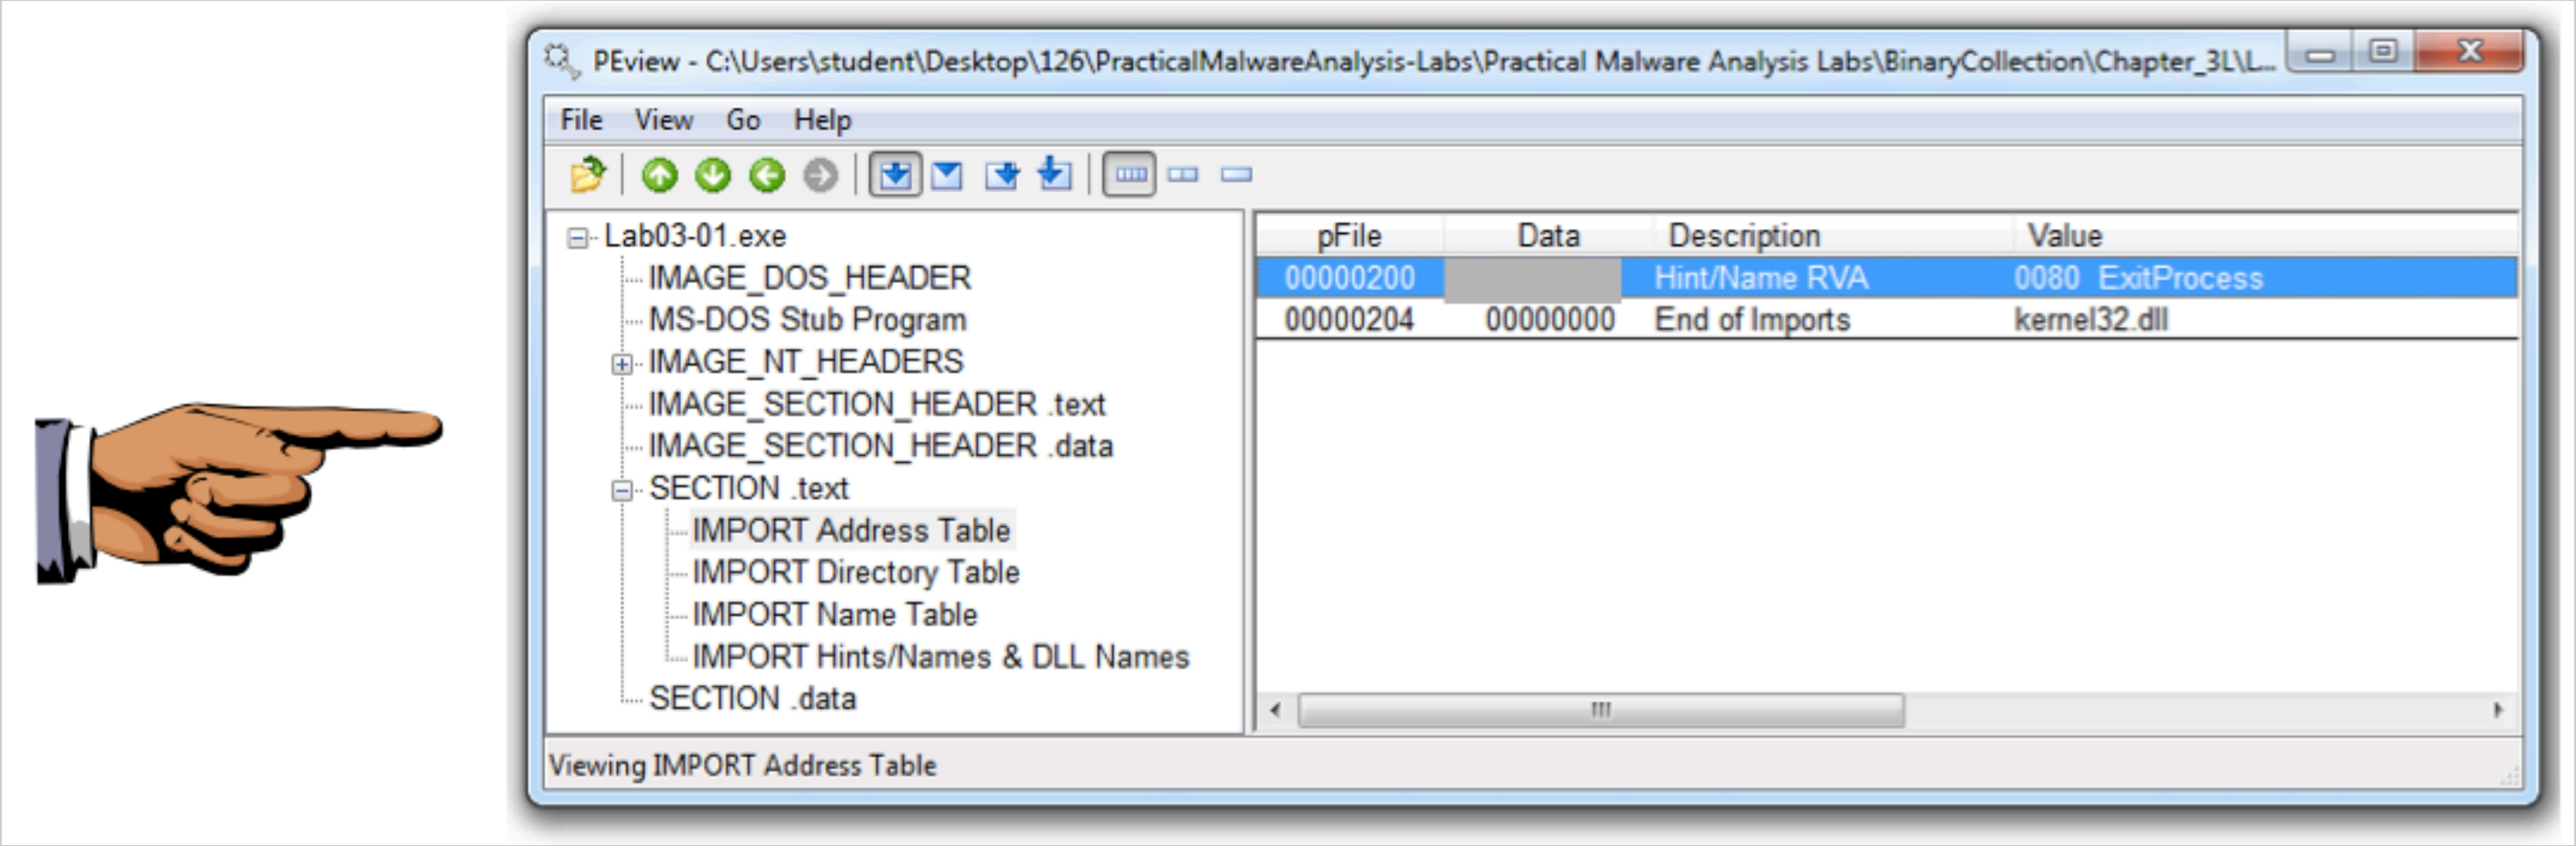 PEview - C:\Users\student\Desktop\126\PracticalMalwareAnalysis-Labs\Practical Malware Analysis Labs\BinaryCollection\Chapter_3L\L...
File View Go Help
Lab03-01.exe
IMAGE_DOS_HEADER
MS-DOS Stub Program
IMAGE_NT_HEADERS
IMAGE_SECTION_HEADER .text
IMAGE_SECTION_HEADER .data
SECTION .text
IMPORT Address Table
IMPORT Directory Table
IMPORT Name Table
IMPORT Hints/Names & DLL Names
SECTION .data
pFile Data Description Value
00000200 Hint/Name RVA 0080 ExitProcess
00000204 00000000 End of Imports kernel32.dll
Viewing IMPORT Address Table